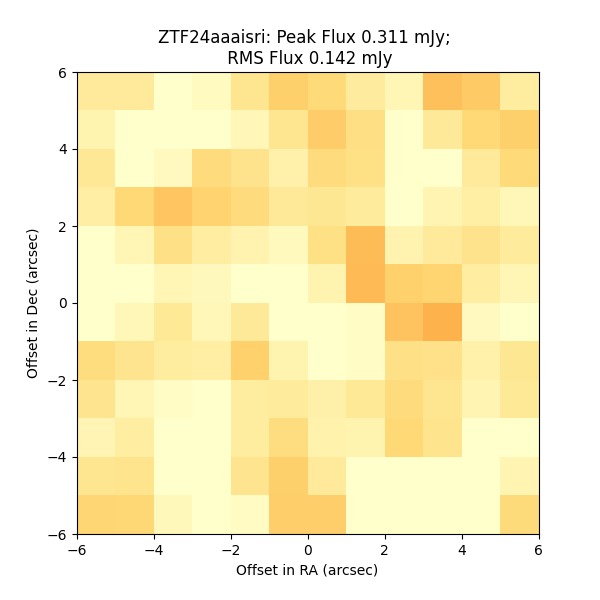 ZTF24aaaisri: Peak Flux 0.311 mJy;
RMS Flux 0.142 mJy
6
4
2
0
−2
−4
−6
Offset in Dec (arcsec)
−6 −4 −2 0 2 4 6
Offset in RA (arcsec)